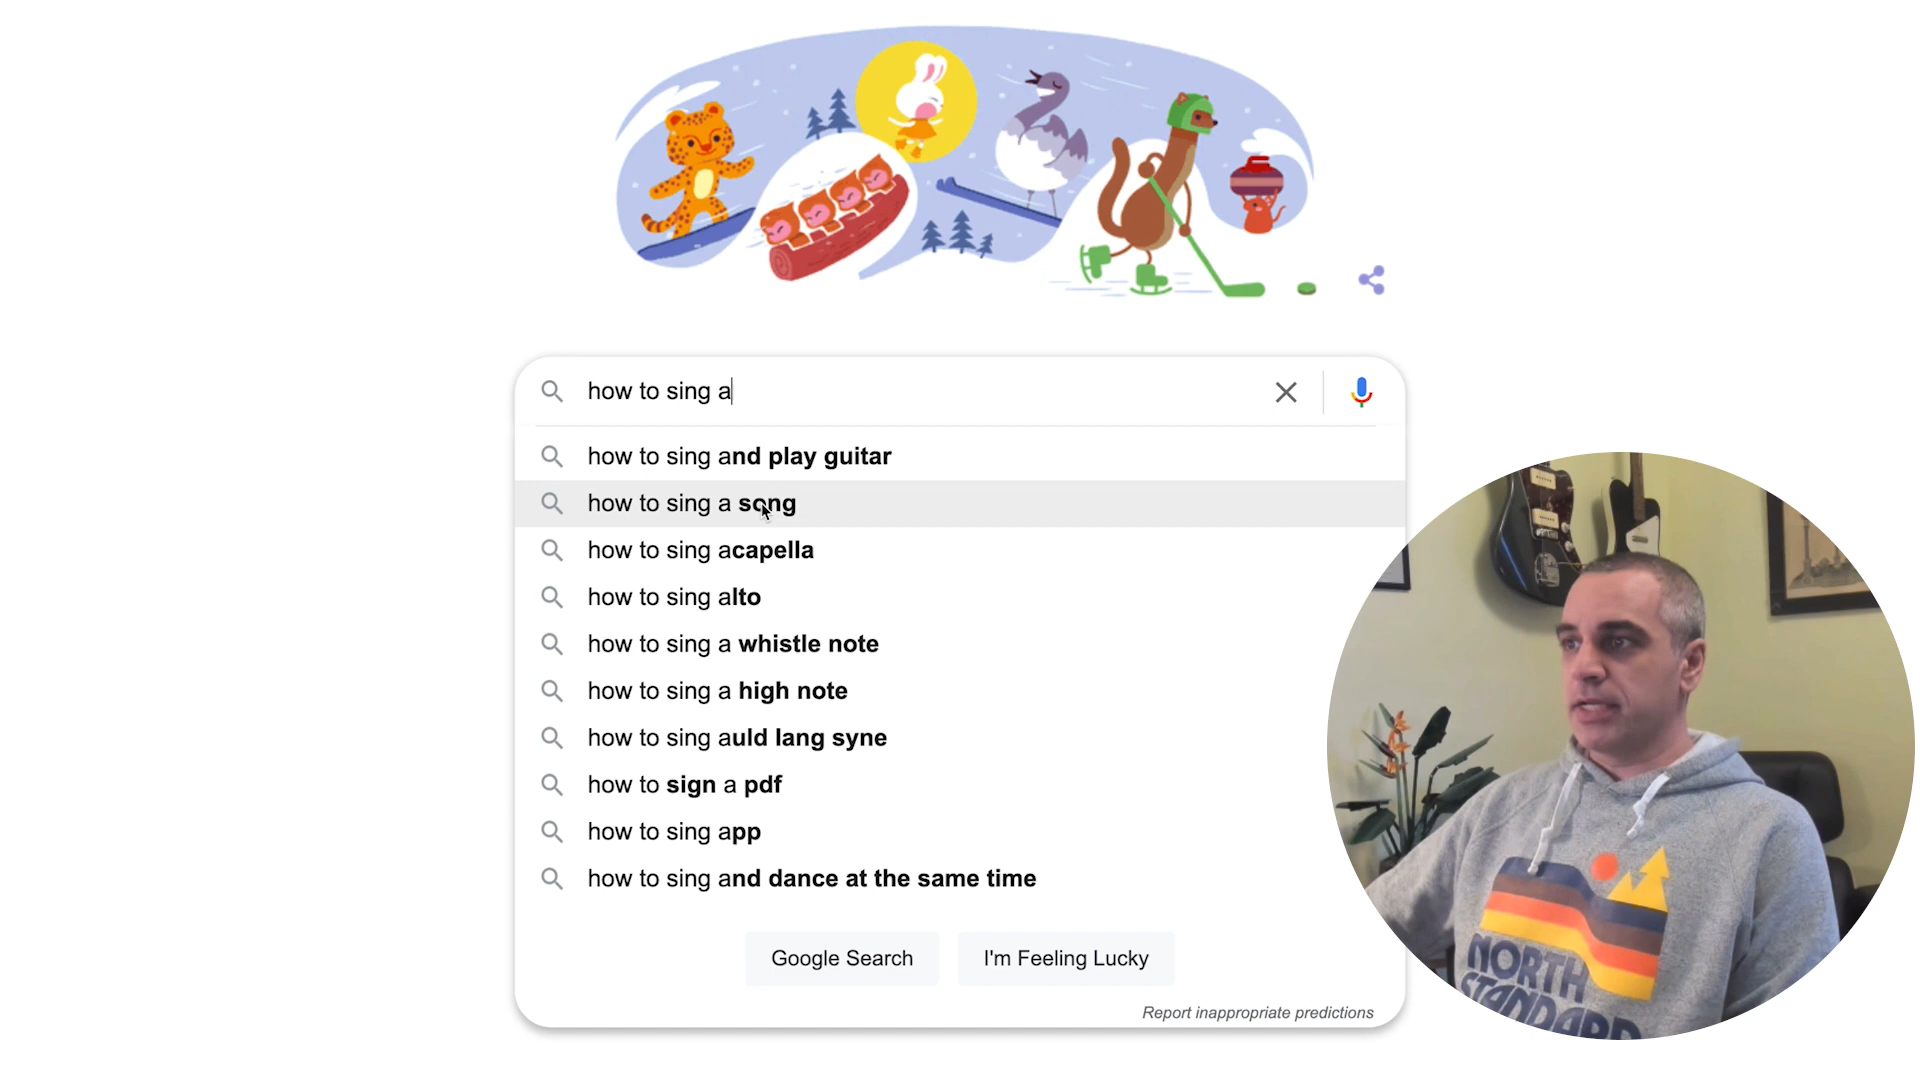 how to sing a
how to sing and play guitar
how to sing a song
how to sing acapella
how to sing alto
how to sing a whistle note
how to sing a high note
how to sing auld lang syne
how to sign a pdf
how to sing app
how to sing and dance at the same time
Google Search
I'm Feeling Lucky
Report inappropriate predictions
NORTH
STANDARD